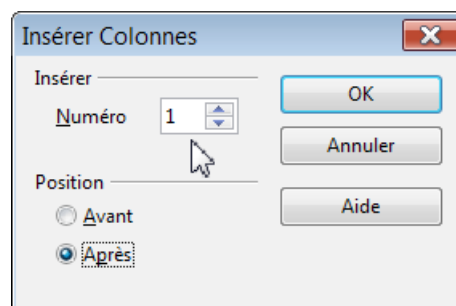 Insérer Colonnes
Insérer
Numéro 1
OK
Annuler
Position
Avant
Aide
Après